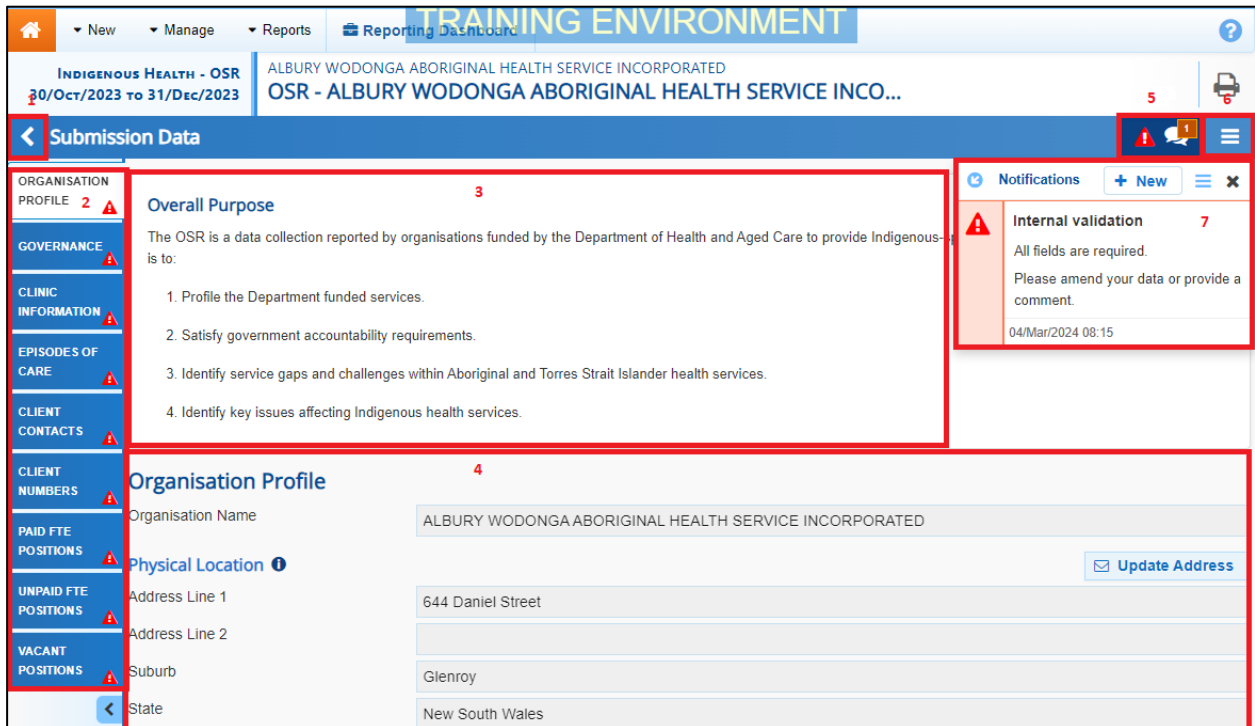 TRAINING ENVIRONMENT
New Manage Reports Reporting Dashboard ?
INDIGENOUS HEALTH - OSR
30/OCT/2023 TO 31/DEC/2023
1
ALBURY WODONGA ABORIGINAL HEALTH SERVICE INCORPORATED
OSR - ALBURY WODONGA ABORIGINAL HEALTH SERVICE INCO...
5
6
Submission Data
1
ORGANISATION
PROFILE 2
GOVERNANCE
CLINIC
INFORMATION
EPISODES OF
CARE
CLIENT
CONTACTS
CLIENT
NUMBERS
PAID FTE
POSITIONS
UNPAID FTE
POSITIONS
VACANT
POSITIONS
3
Overall Purpose
The OSR is a data collection reported by organisations funded by the Department of Health and Aged Care to provide
is to:
1. Profile the Department funded services.
2. Satisfy government accountability requirements.
3. Identify service gaps and challenges within Aboriginal and Torres Strait Islander health services.
4. Identify key issues affecting Indigenous health services.
Notifications + New
Internal validation 7
All fields are required.
Please amend your data or provide a
comment.
04/Mar/2024 08:15
4
Organisation Profile
Organisation Name ALBURY WODONGA ABORIGINAL HEALTH SERVICE INCORPORATED
Physical Location Update Address
Address Line 1 644 Daniel Street
Address Line 2
Suburb Glenroy
State New South Wales